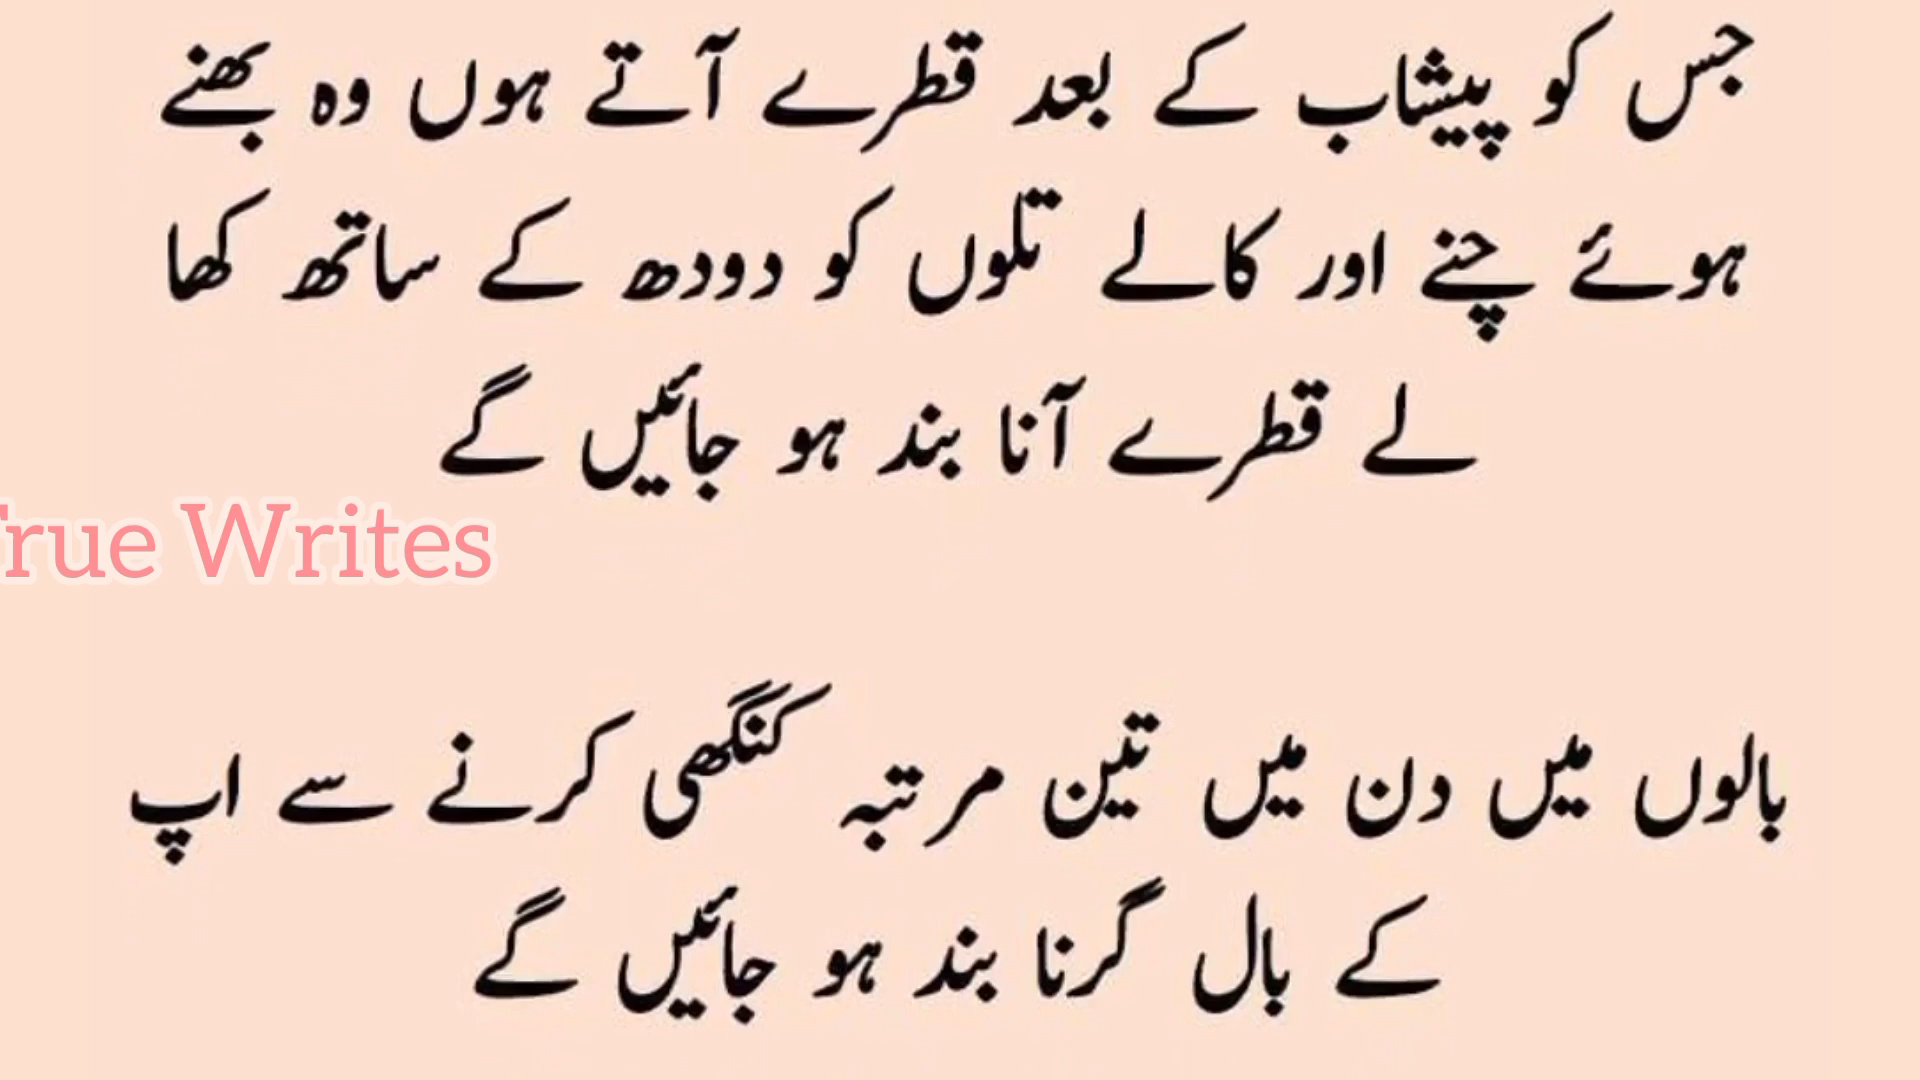 جس کو پیشاب کے بعد قطرے آتے ہوں وہ بھنے
ہوئے چنے اور کالے تلوں کو دودھ کے ساتھ کھا
لے قطرے آنا بند ہو جائیں گے
True Writes
بالوں میں دن میں تین مرتبہ کنگھی کرنے سے اپ
کے بال گرنا بند ہو جائیں گے